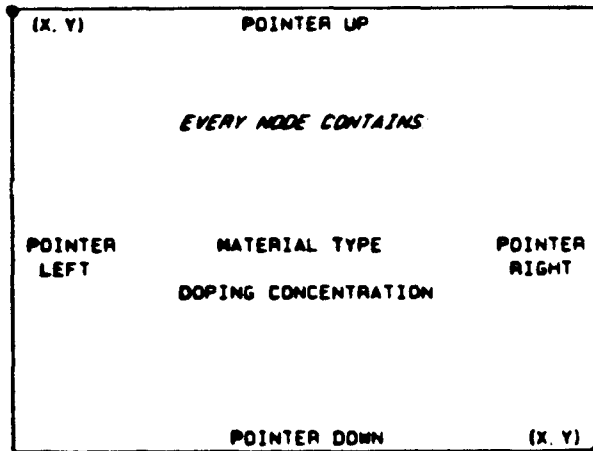 (X, Y) POINTER UP
EVERY NODE CONTAINS
POINTER MATERIAL TYPE POINTER
LEFT RIGHT
DOPING CONCENTRATION
POINTER DOWN (X, Y)